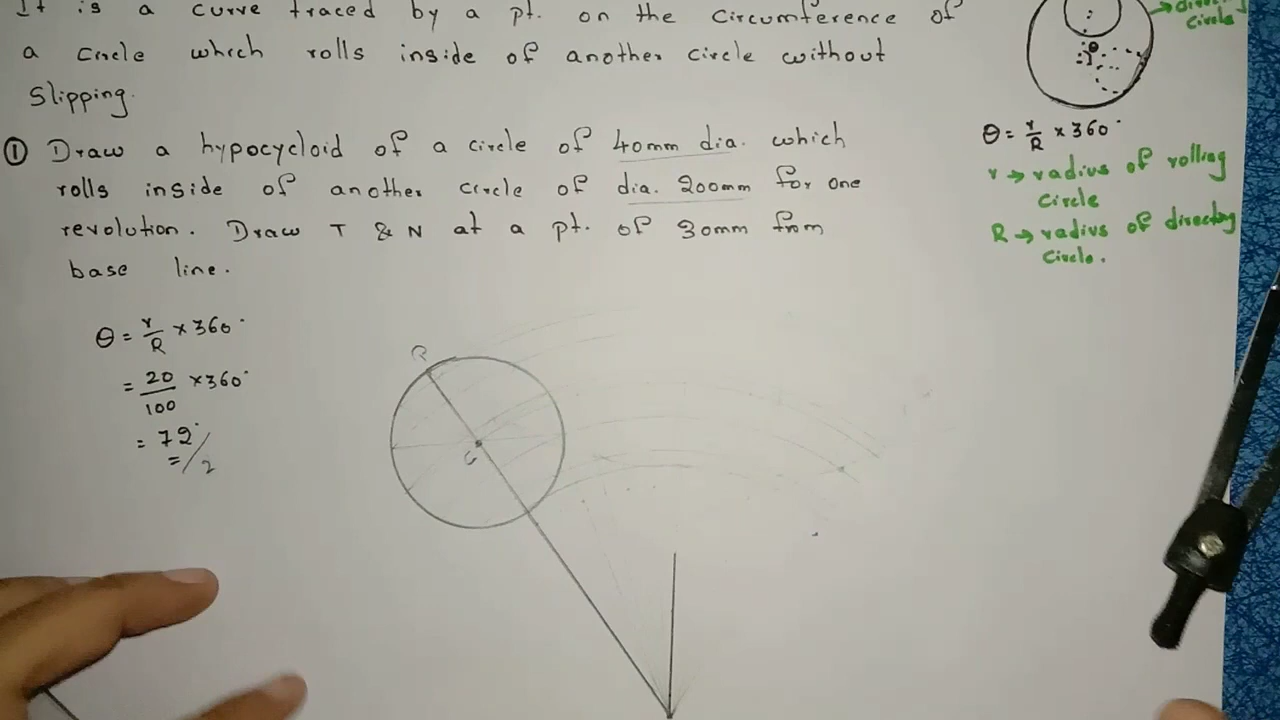 It is a curve traced by a pt. on the circumference of
a circle which rolls inside of another circle without
slipping.
① Draw a hypocycloid of a circle of 40mm dia. which
rolls inside of another circle of dia. 200mm for one
revolution. Draw T & N at a pt. of 30mm from
base line.
θ = r/R × 360°
= 20/100 × 360°
= 72°
P
circle
P
θ = r/R × 360°
r → radius of rolling
circle
R → radius of directing
circle.